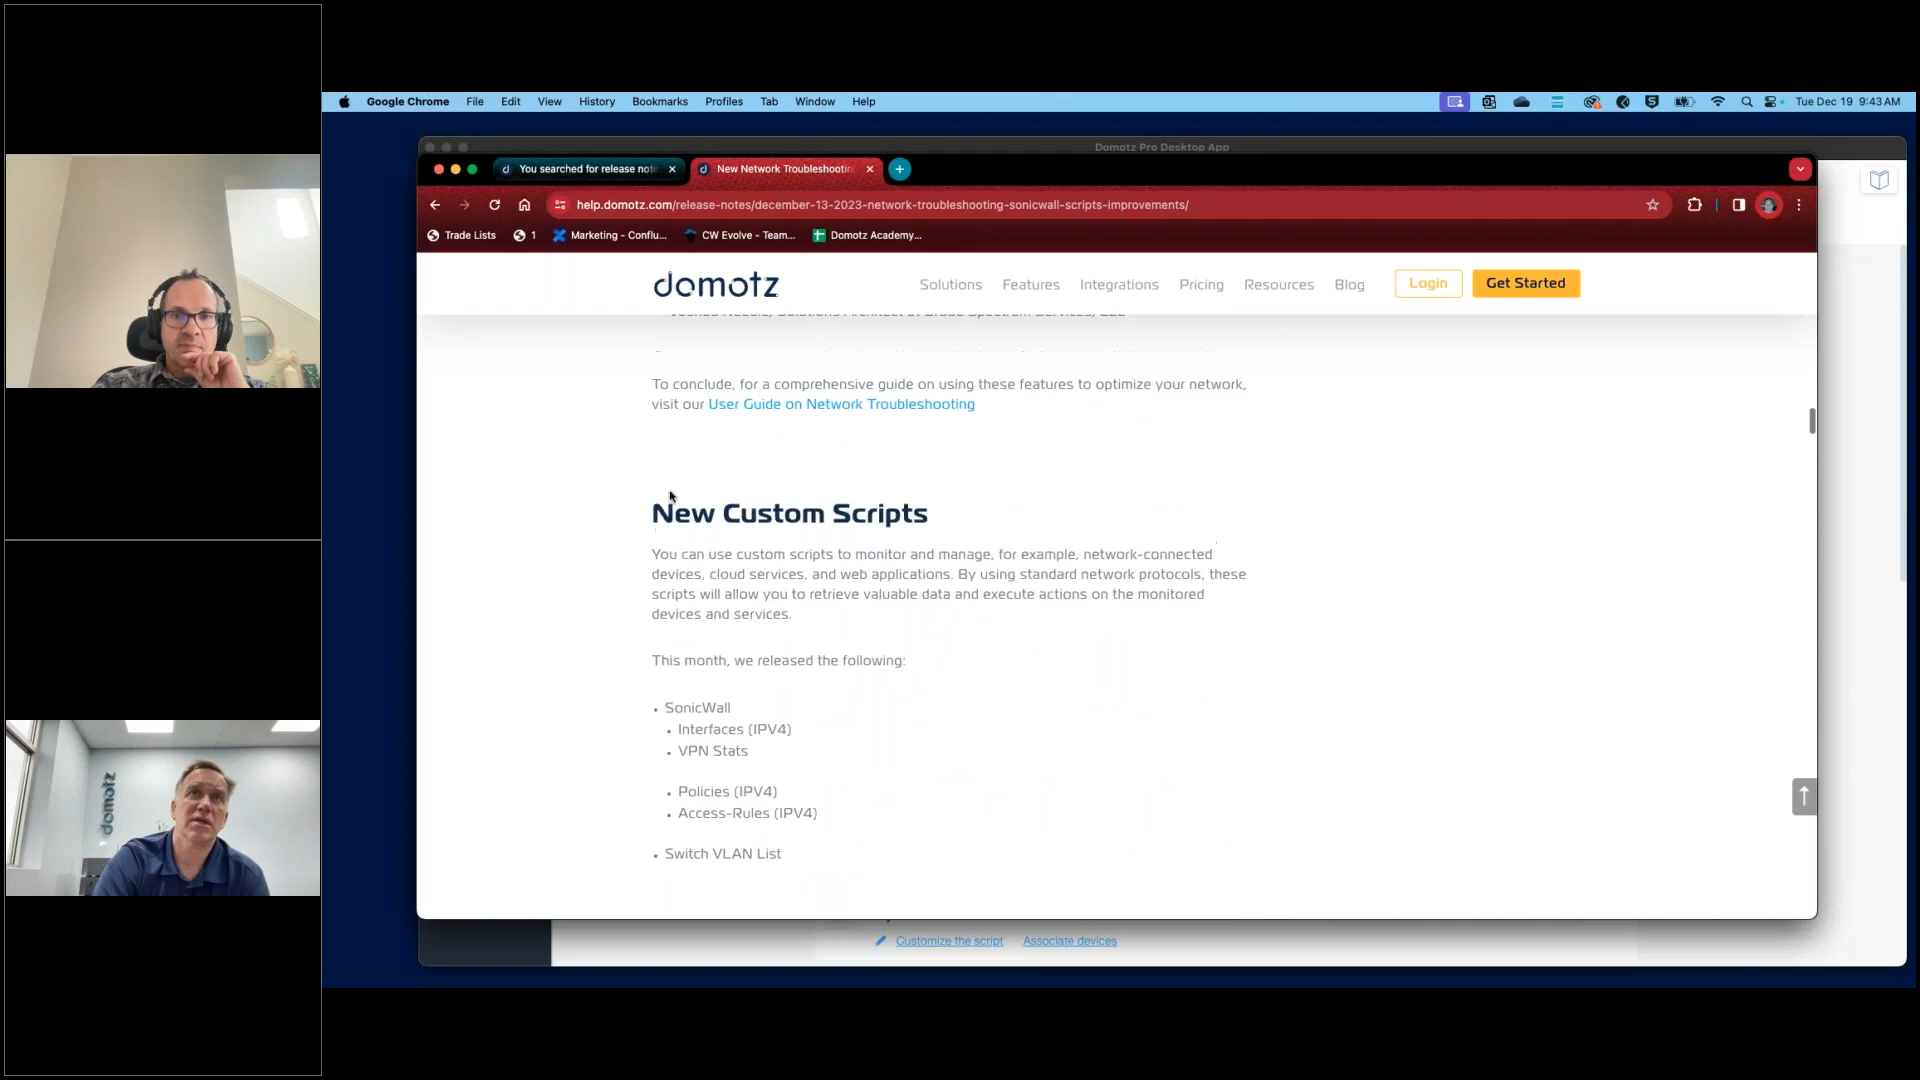 Google Chrome File Edit View History Bookmarks Profiles Tab Window Help Tue Dec 19 9:43 AM
Domotz Pro Desktop App
You searched for release note New Network Troubleshootin
help.domotz.com/release-notes/december-13-2023-network-troubleshooting-sonicwall-scripts-improvements/
Trade Lists 1 Marketing - Conflu... CW Evolve - Team... Domotz Academy...
domotz Solutions Features Integrations Pricing Resources Blog Login Get Started
To conclude, for a comprehensive guide on using these features to optimize your network,
visit our User Guide on Network Troubleshooting
New Custom Scripts
You can use custom scripts to monitor and manage, for example, network-connected
devices, cloud services, and web applications. By using standard network protocols, these
scripts will allow you to retrieve valuable data and execute actions on the monitored
devices and services.
This month, we released the following:
• SonicWall
• Interfaces (IPV4)
• VPN Stats
• Policies (IPV4)
• Access-Rules (IPV4)
• Switch VLAN List
Customize the script Associate devices
domotz